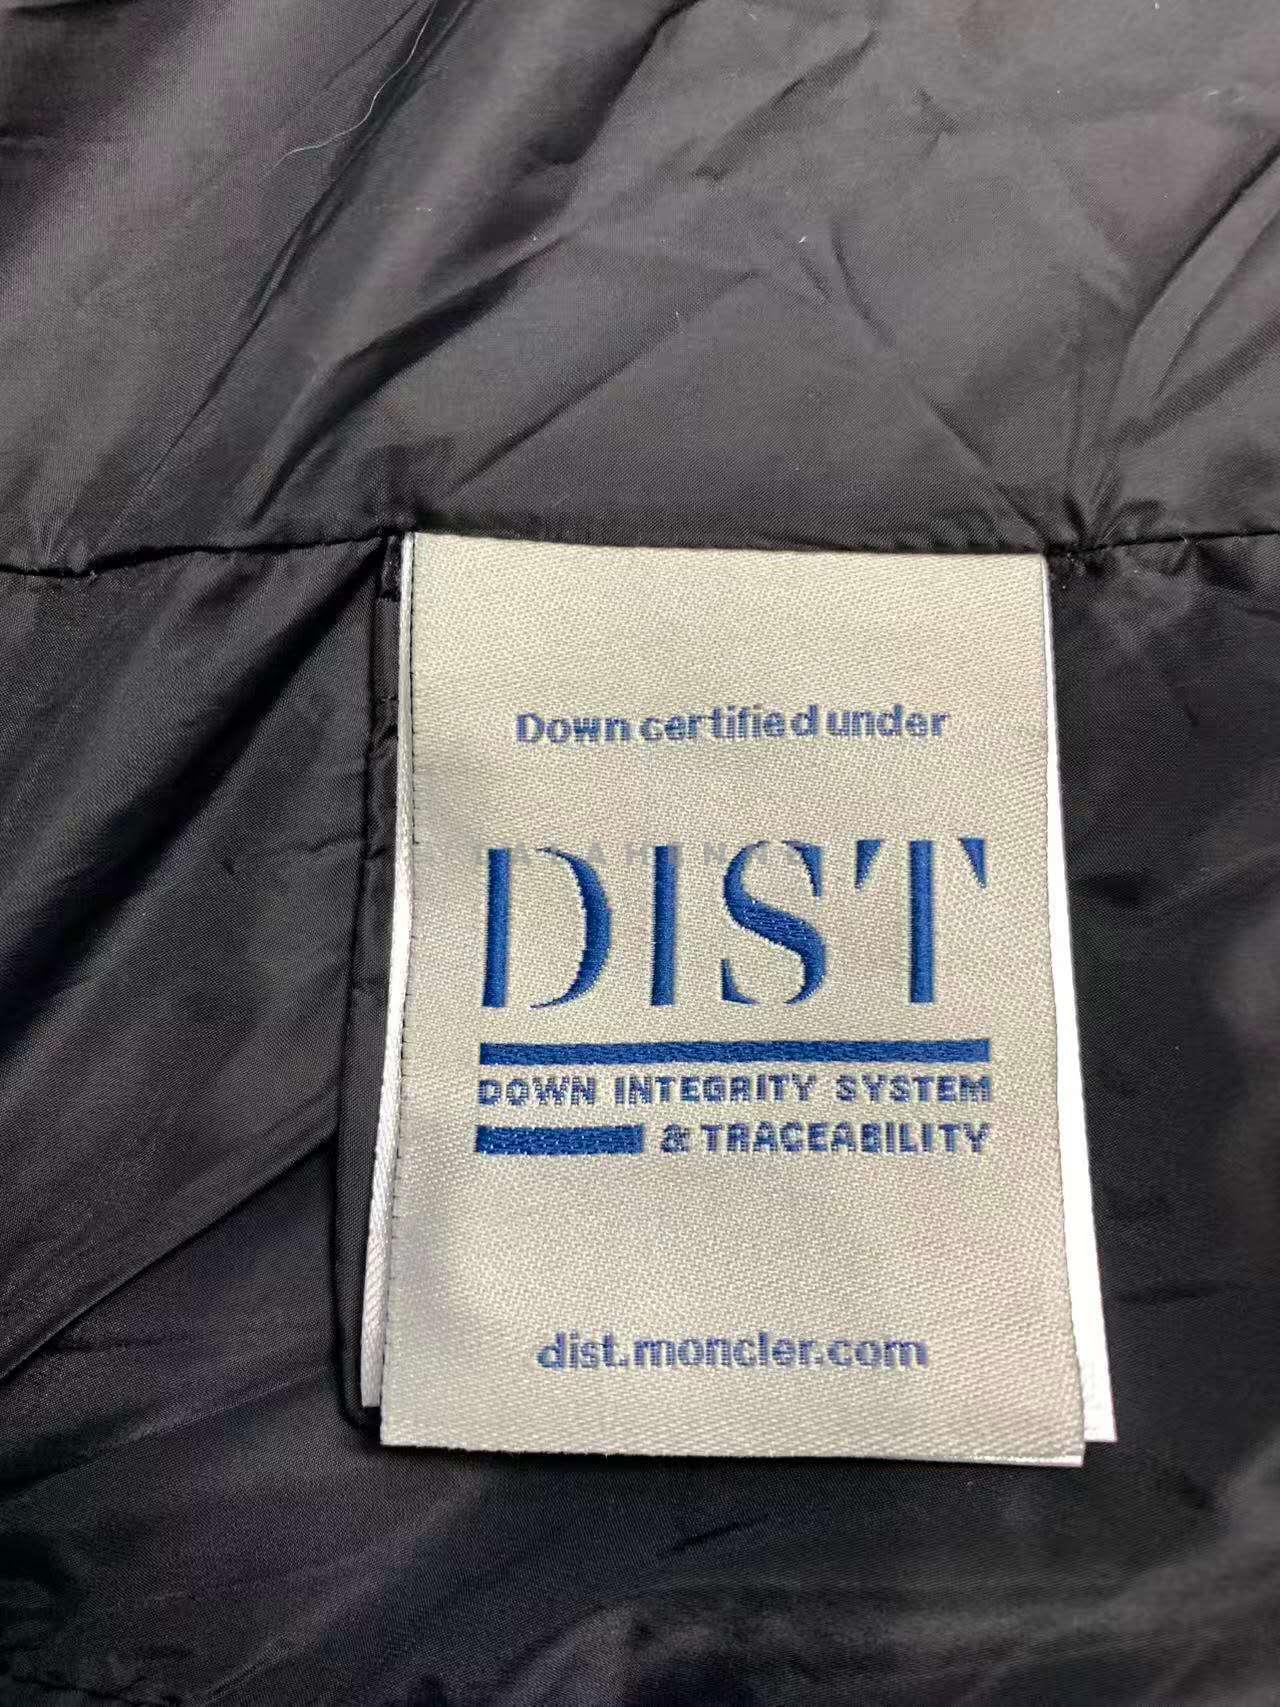 Down certified under
DIST
DOWN INTEGRITY SYSTEM
& TRACEABILITY
dist.moncler.com